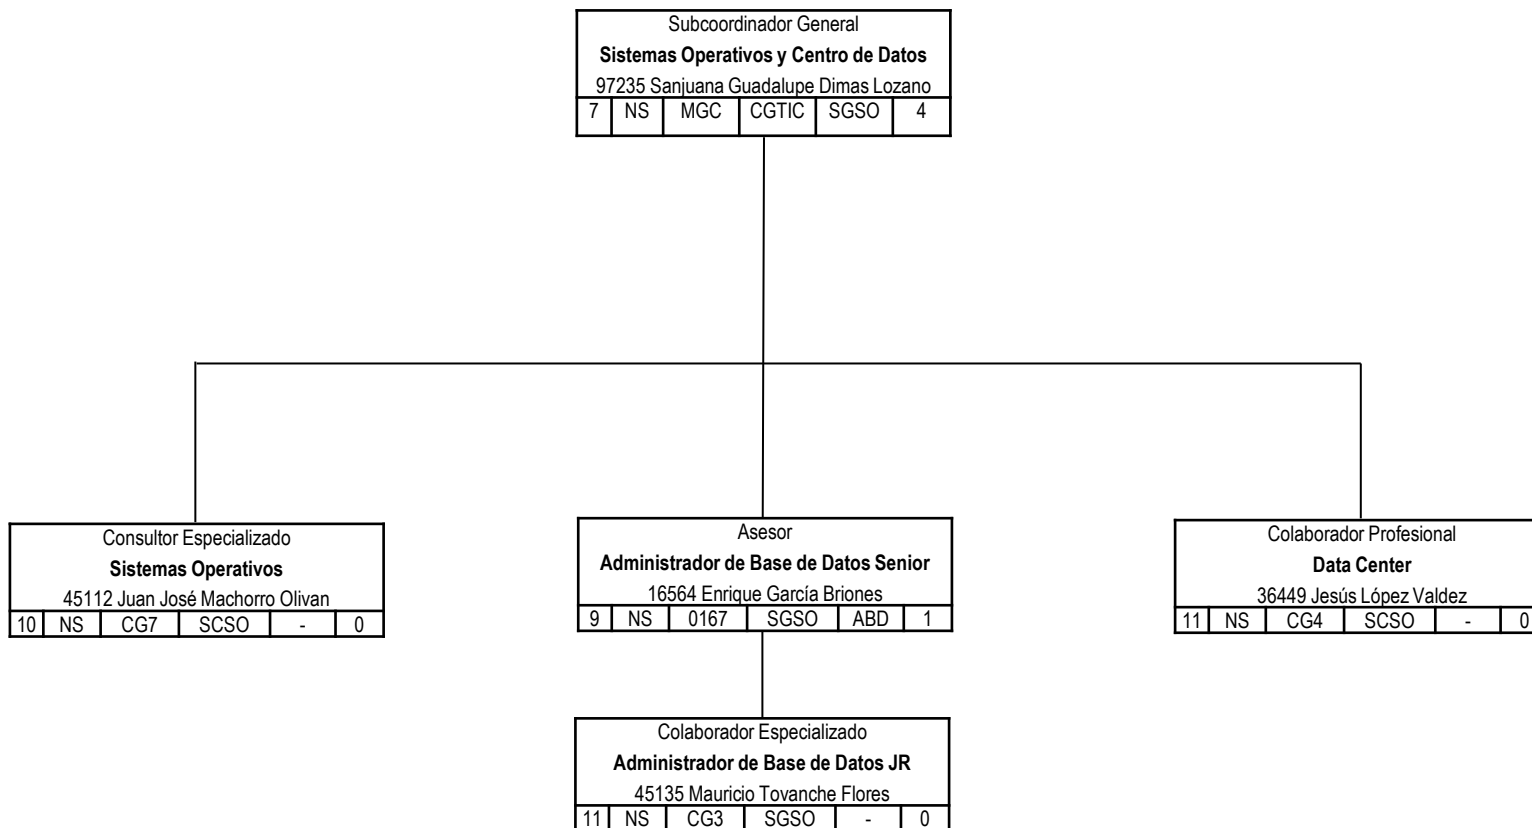 Subcoordinador General
Sistemas Operativos y Centro de Datos
97235 Sanjuana Guadalupe Dimas Lozano
7 NS MGC CGTIC SGSO 4
Consultor Especializado
Sistemas Operativos
45112 Juan José Machorro Olivan
10 NS CG7 SCSO - 0
Asesor
Administrador de Base de Datos Senior
16564 Enrique García Briones
9 NS 0167 SGSO ABD 1
Colaborador Profesional
Data Center
36449 Jesús López Valdez
11 NS CG4 SCSO - 0
Colaborador Especializado
Administrador de Base de Datos JR
45135 Mauricio Tovanche Flores
11 NS CG3 SGSO - 0